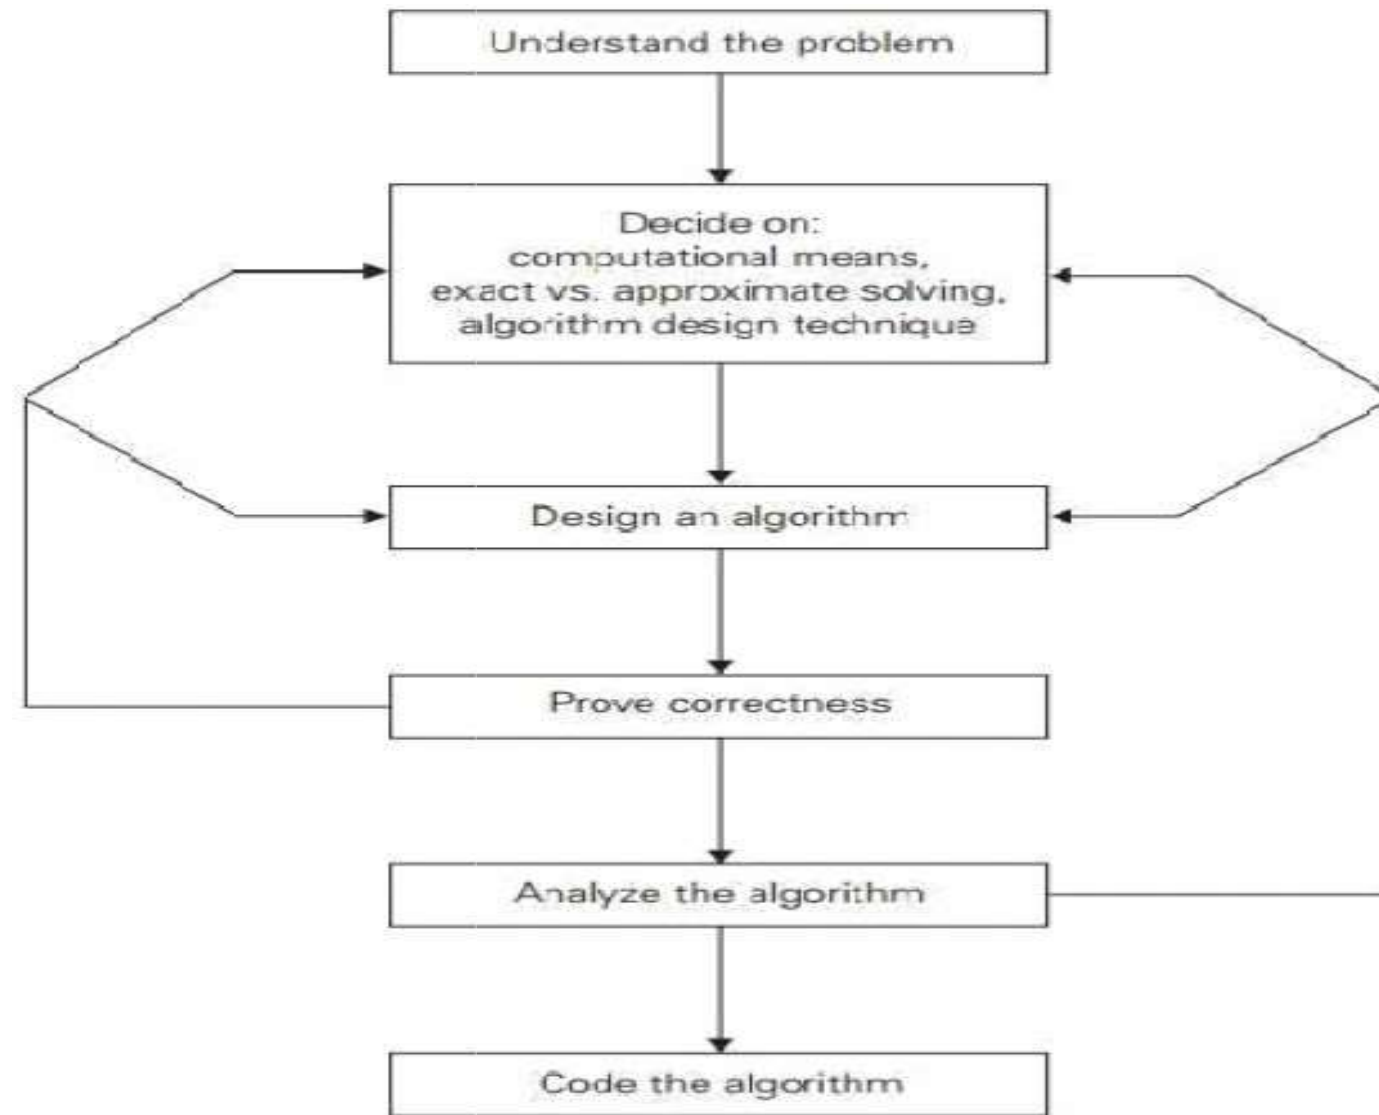 Understand the problem
Decide on:
computational means,
exact vs. approximate solving,
algorithm design technique
Design an algorithm
Prove correctness
Analyze the algorithm
Code the algorithm